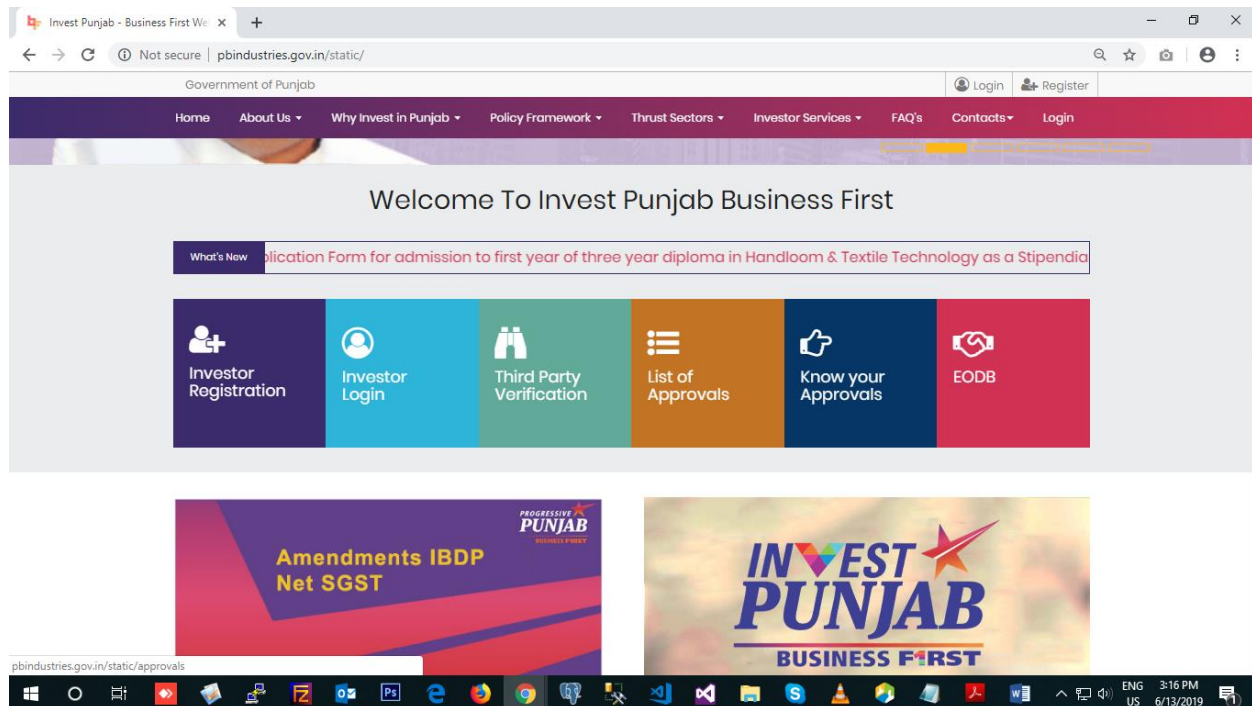 Invest Punjab - Business First We
Not secure | pbindustries.gov.in/static/
Government of Punjab
Login Register
Home About Us Why Invest in Punjab Policy Framework Thrust Sectors Investor Services FAQ's Contacts Login
Welcome To Invest Punjab Business First
What's New plication Form for admission to first year of three year diploma in Handloom & Textile Technology as a Stipendia
Investor Registration
Investor Login
Third Party Verification
List of Approvals
Know your Approvals
EODB
PROGRESSIVE
PUNJAB
BUSINESS FIRST
Amendments IBDP
Net SGST
INVEST
PUNJAB
BUSINESS F1RST
pbindustries.gov.in/static/approvals
ENG
US
3:16 PM
6/13/2019